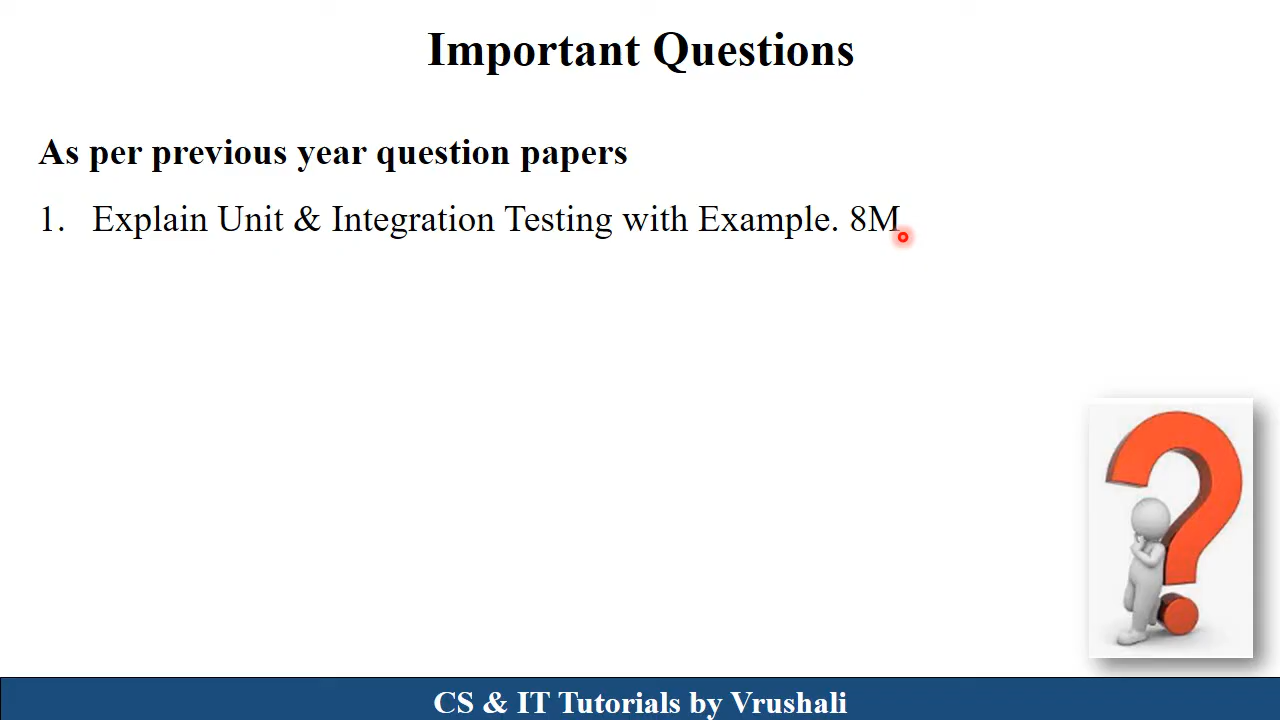 Important Questions
As per previous year question papers
1. Explain Unit & Integration Testing with Example. 8M
CS & IT Tutorials by Vrushali